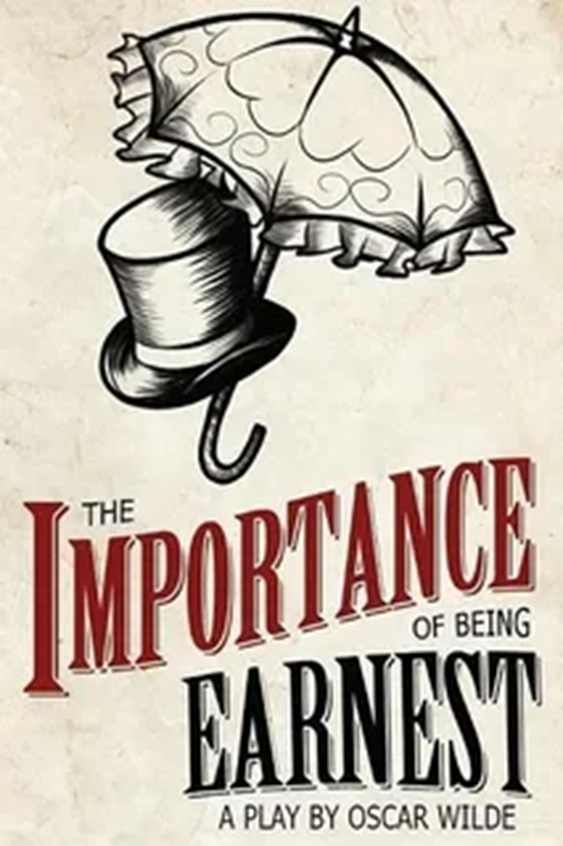 THE
IMPORTANCE
OF BEING
EARNEST
A PLAY BY OSCAR WILDE